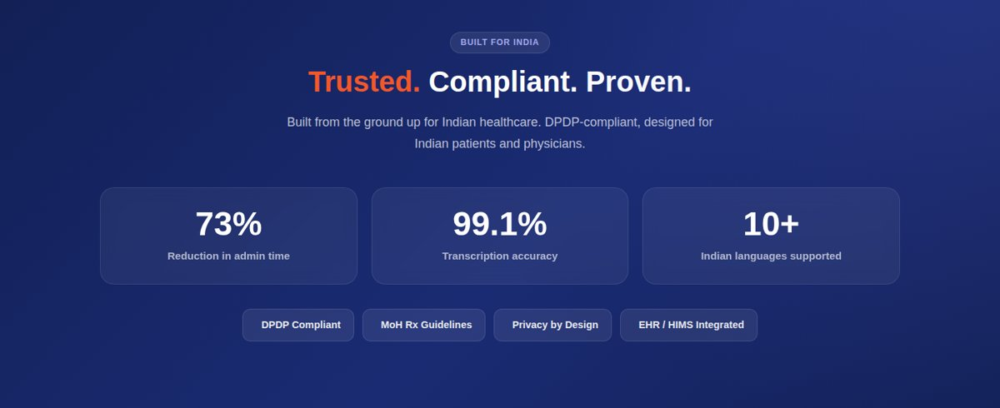 BUILT FOR INDIA
Trusted. Compliant. Proven.
Built from the ground up for Indian healthcare. DPDP-compliant, designed for
Indian patients and physicians.
73%
Reduction in admin time
99.1%
Transcription accuracy
10+
Indian languages supported
DPDP Compliant
MoH Rx Guidelines
Privacy by Design
EHR / HIMS Integrated